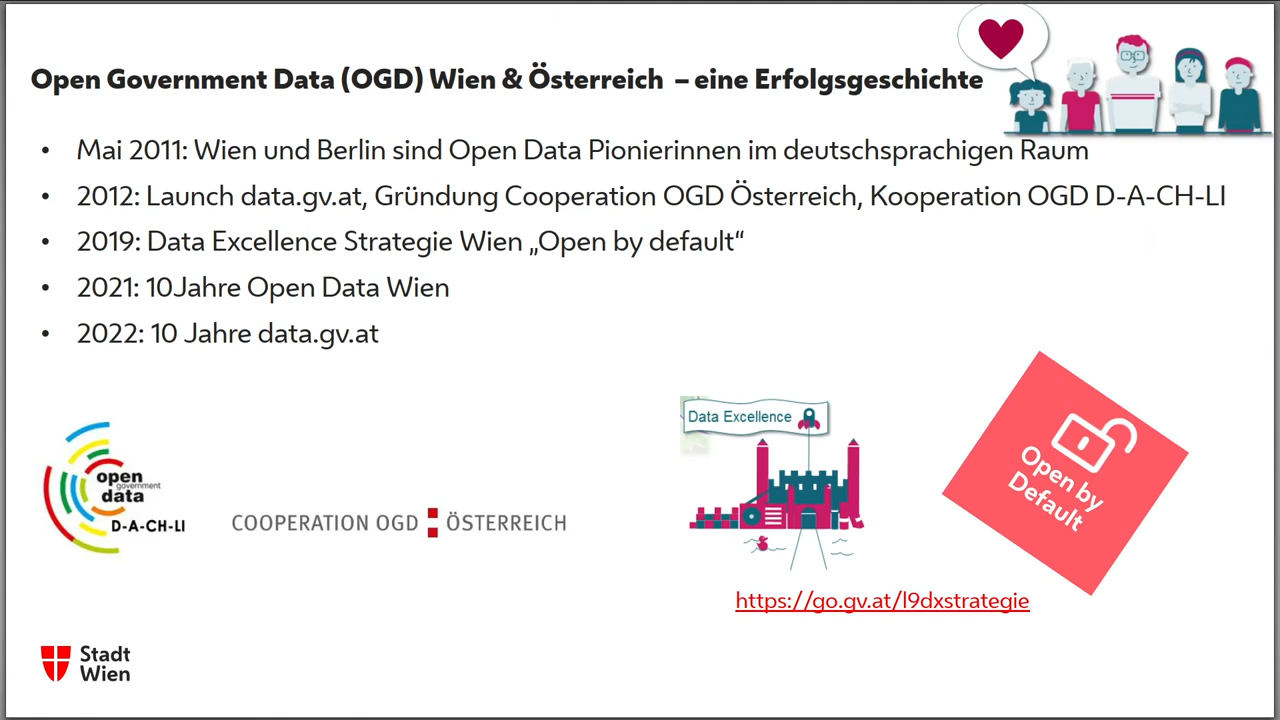 Open Government Data (OGD) Wien & Österreich – eine Erfolgsgeschichte
• Mai 2011: Wien und Berlin sind Open Data Pionierinnen im deutschsprachigen Raum
• 2012: Launch data.gv.at, Gründung Cooperation OGD Österreich, Kooperation OGD D-A-CH-LI
• 2019: Data Excellence Strategie Wien „Open by default“
• 2021: 10Jahre Open Data Wien
• 2022: 10 Jahre data.gv.at
open
government
data
D-A-CH-LI
COOPERATION OGD ÖSTERREICH
Data Excellence
Open by
Default
https://go.gv.at/l9dxstrategie
Stadt
Wien